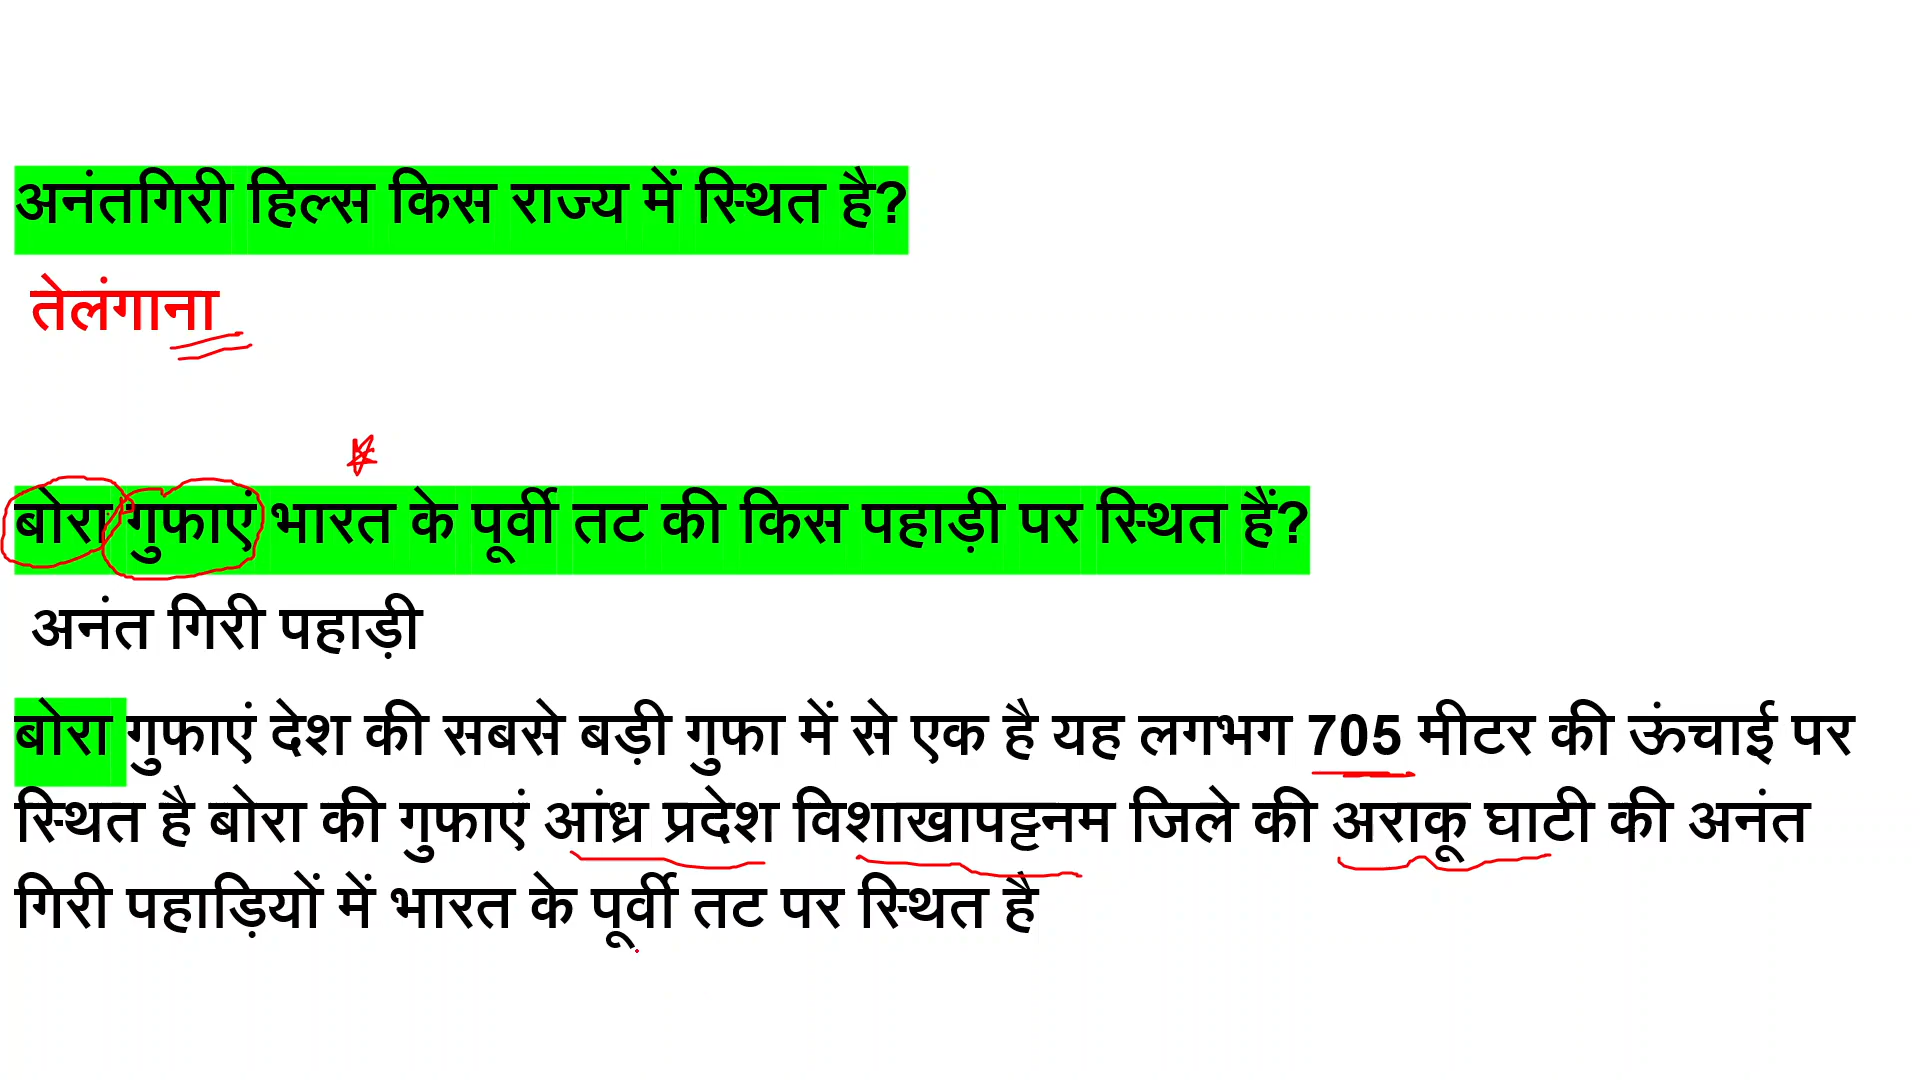 अनंतगिरी हिल्स किस राज्य में स्थित है?
तेलंगाना
बोरा गुफाएं भारत के पूर्वी तट की किस पहाड़ी पर स्थित हैं?
अनंत गिरी पहाड़ी
बोरा गुफाएं देश की सबसे बड़ी गुफा में से एक है यह लगभग 705 मीटर की ऊंचाई पर
स्थित है बोरा की गुफाएं आंध्र प्रदेश विशाखापट्टनम जिले की अराकू घाटी की अनंत
गिरी पहाड़ियों में भारत के पूर्वी तट पर स्थित है